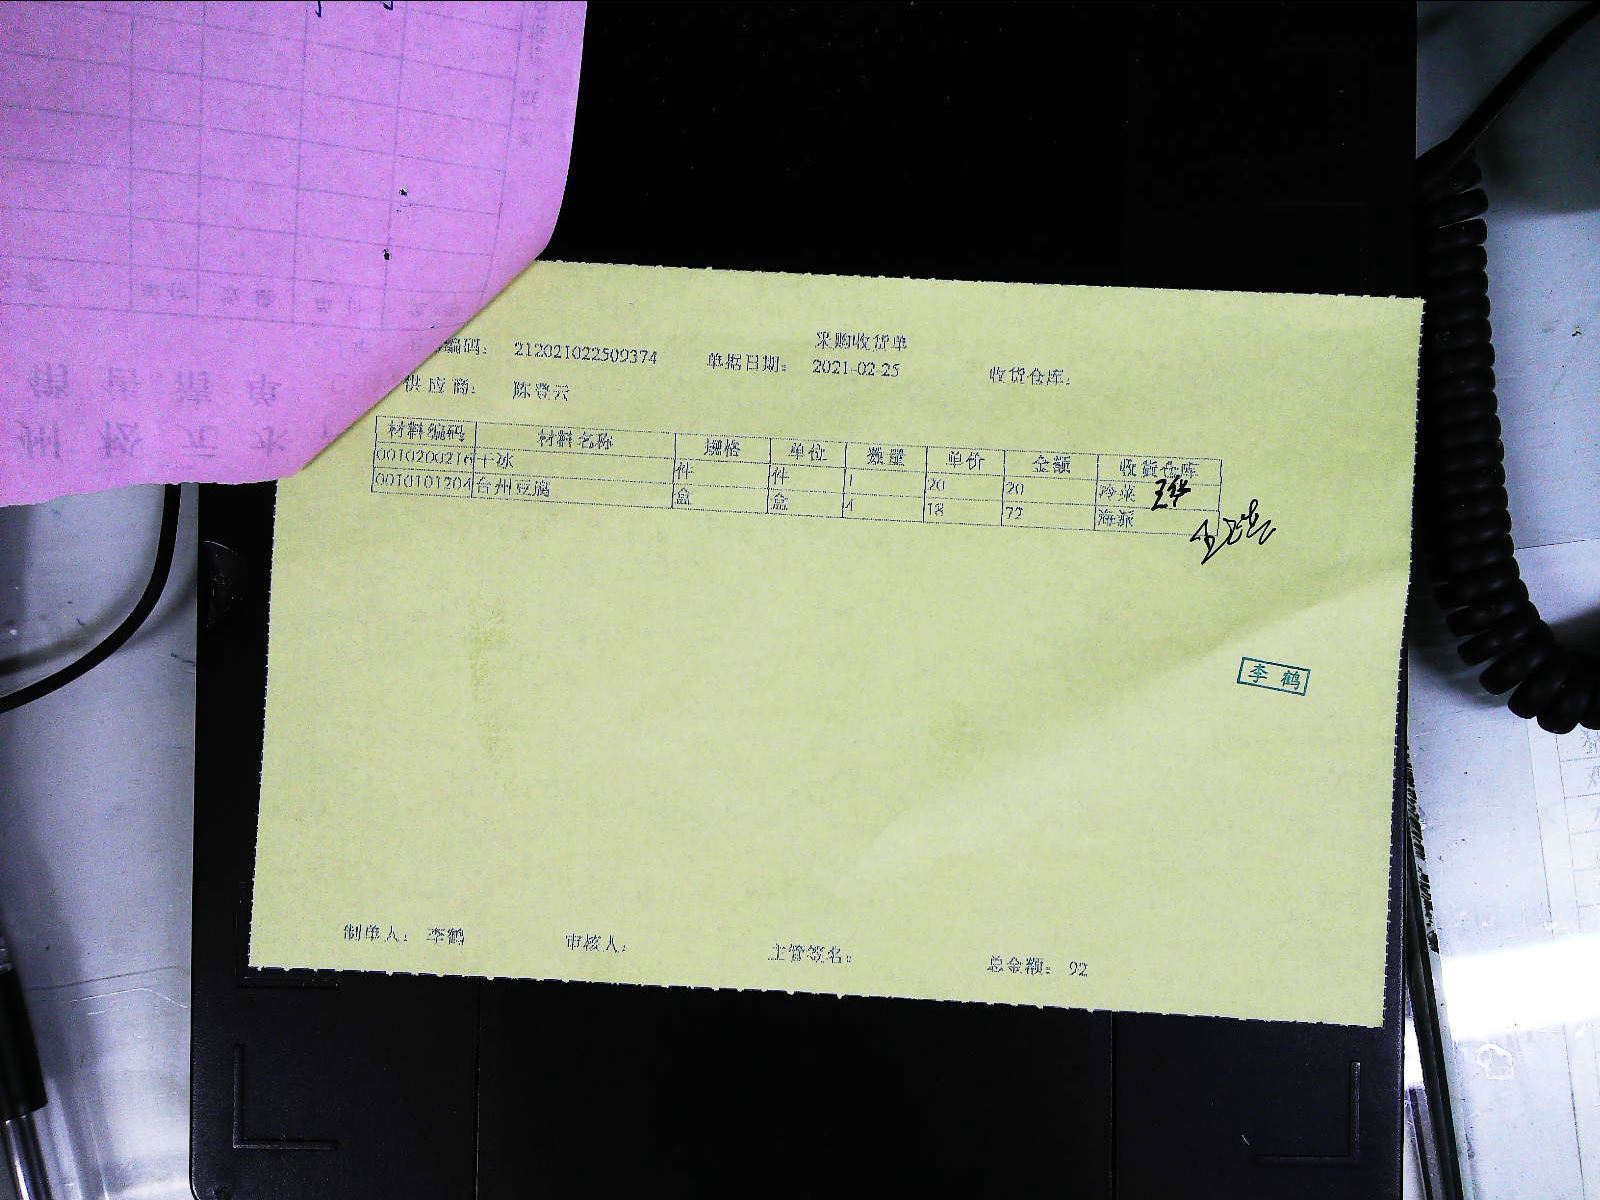 采购收货单
编码： 212021022509374 单据日期： 2021-02-25 收货仓库：
供应商： 陈登云
材料编码 材料名称 规格 单位 数量 单价 金额 收货仓库
0010200216 干冰 件 件 1 20 20 冷菜 王华
0010101204 台州豆腐 盒 盒 4 18 72 海派
李鹤
制单人： 李鹤 审核人： 主管签名： 总金额： 92